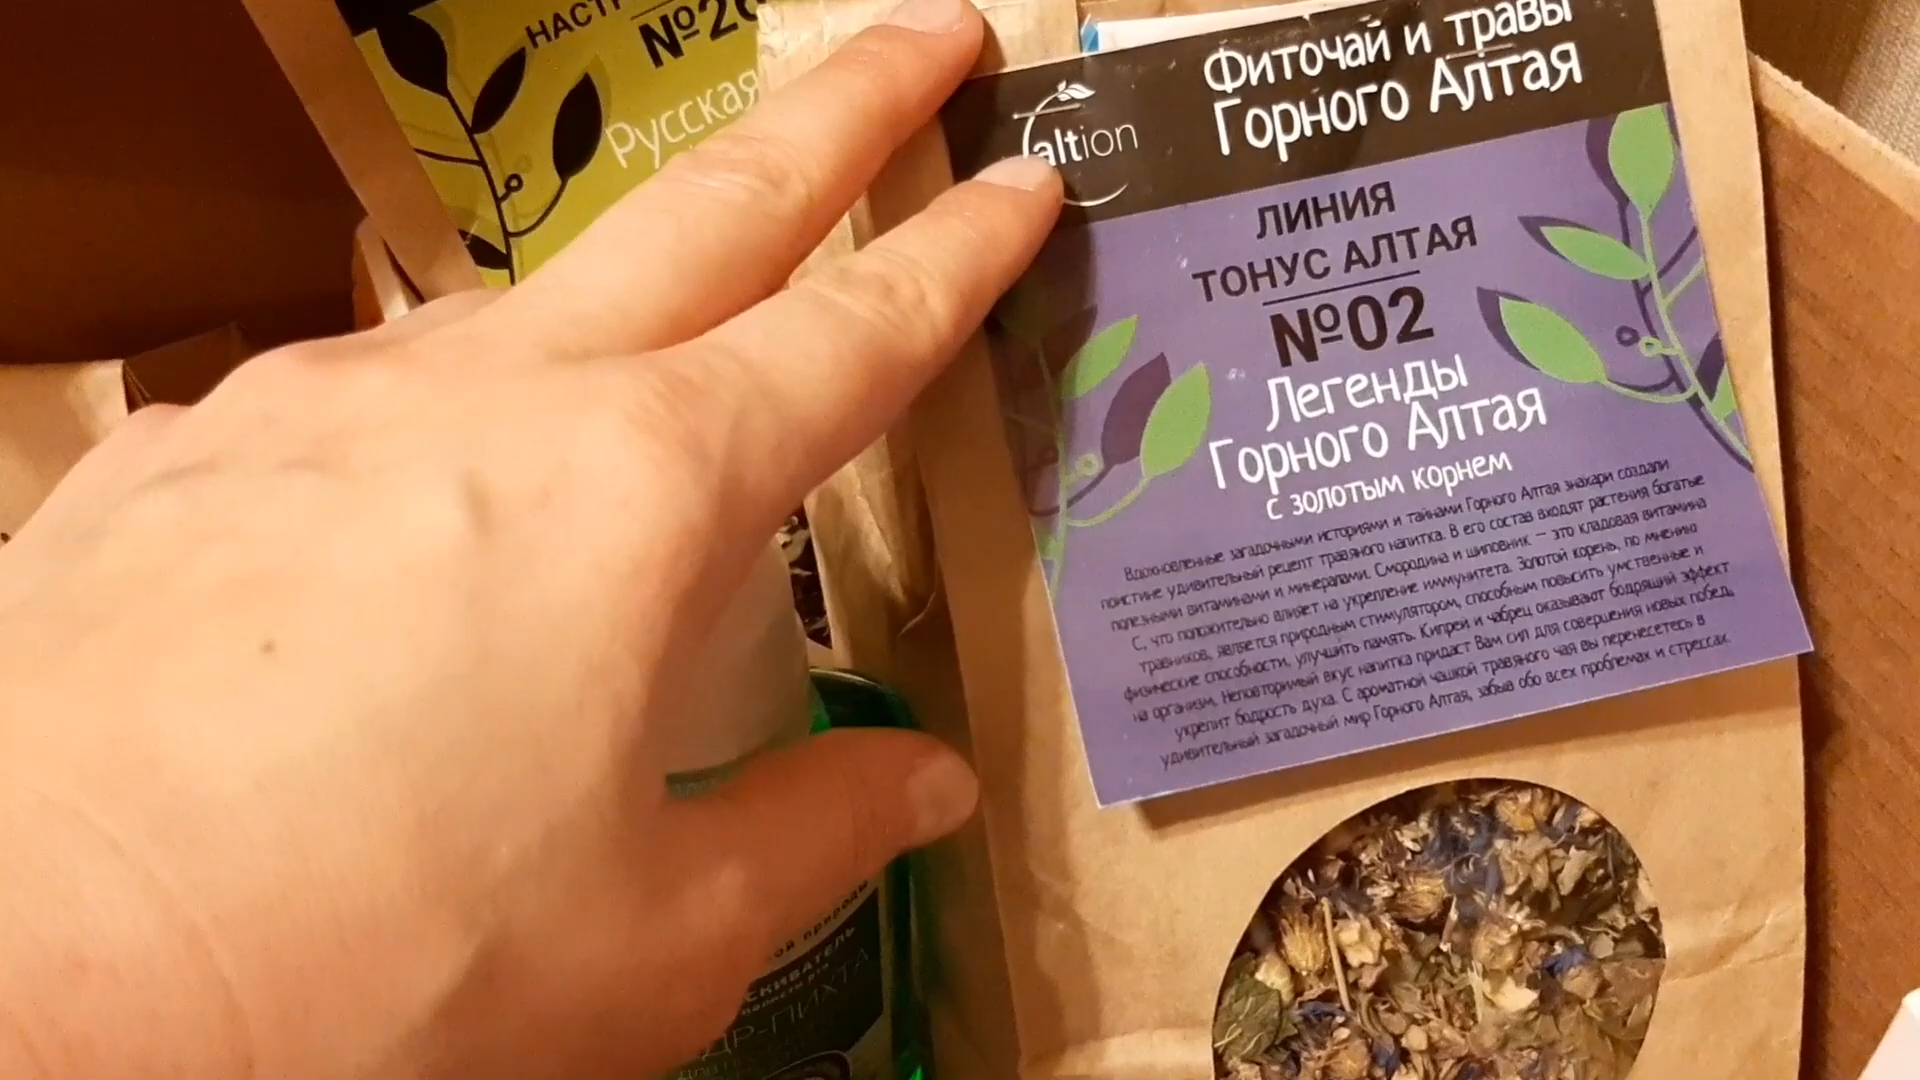 №26
Русская
altion
Фиточай и травы
Горного Алтая
ЛИНИЯ
ТОНУС АЛТАЯ
№02
Легенды
Горного Алтая
с золотым корнем
Вдохновленные загадочными историями и тайнами Горного Алтая знахари создали
поистине удивительный рецепт травяного напитка. В его состав входят растения богатые
полезными витаминами и минералами. Смородина и шиповник – это кладовая витамина
С, что положительно влияет на укрепление иммунитета. Золотой корень, по мнению
травников, является природным стимулятором, способным повысить умственные и
физические способности, улучшить память. Кипрей и чабрец оказывают бодрящий эффект
на организм. Неповторимый вкус напитка придаст Вам сил для совершения новых побед,
укрепит бодрость духа. С ароматной чашкой травяного чая вы перенесетесь в
удивительный загадочный мир Горного Алтая, забыв обо всех проблемах и стрессах.
ой природы